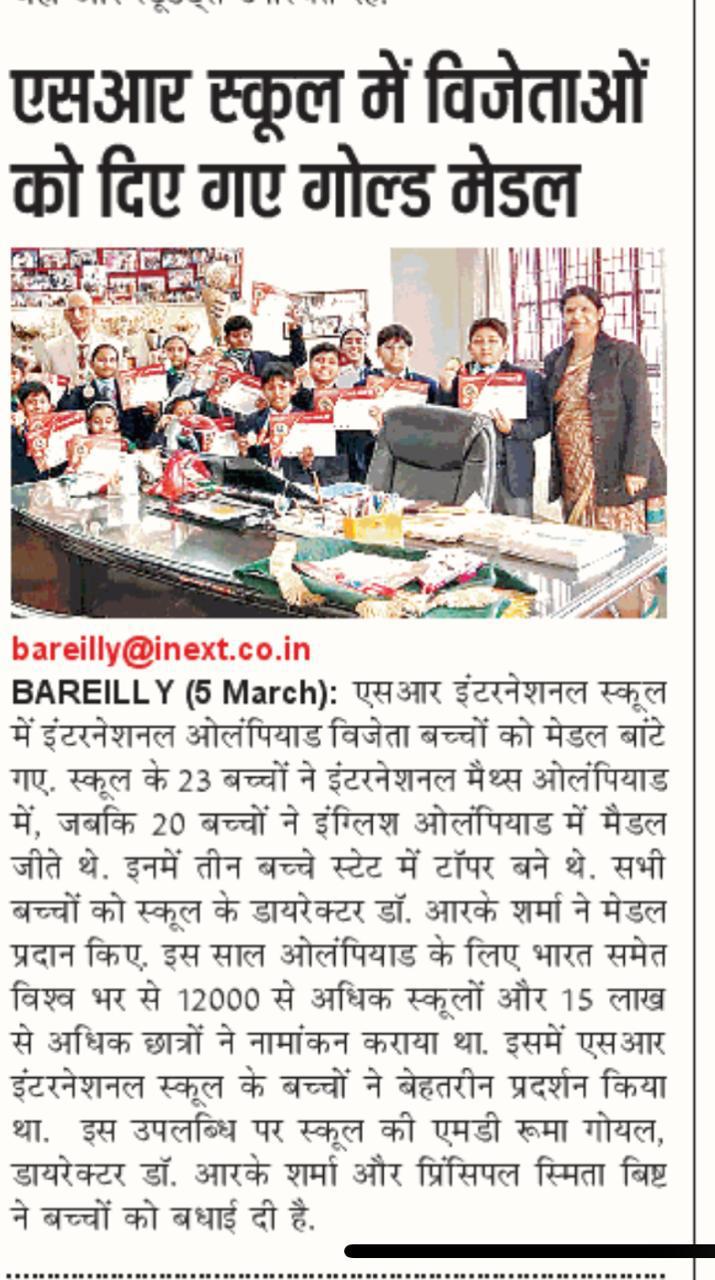 एसआर स्कूल में विजेताओं
को दिए गए गोल्ड मेडल
bareilly@inext.co.in
BAREILLY (5 March): एसआर इंटरनेशनल स्कूल
में इंटरनेशनल ओलंपियाड विजेता बच्चों को मेडल बांटे
गए. स्कूल के 23 बच्चों ने इंटरनेशनल मैथ्स ओलंपियाड
में, जबकि 20 बच्चों ने इंग्लिश ओलंपियाड में मैडल
जीते थे. इनमें तीन बच्चे स्टेट में टॉपर बने थे. सभी
बच्चों को स्कूल के डायरेक्टर डॉ. आरके शर्मा ने मेडल
प्रदान किए. इस साल ओलंपियाड के लिए भारत समेत
विश्व भर से 12000 से अधिक स्कूलों और 15 लाख
से अधिक छात्रों ने नामांकन कराया था. इसमें एसआर
इंटरनेशनल स्कूल के बच्चों ने बेहतरीन प्रदर्शन किया
था. इस उपलब्धि पर स्कूल की एमडी रूमा गोयल,
डायरेक्टर डॉ. आरके शर्मा और प्रिंसिपल स्मिता बिष्ट
ने बच्चों को बधाई दी है.